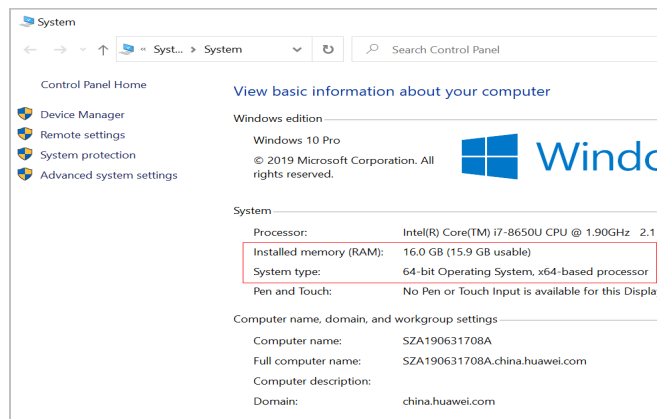 System
« Syst... › System
Search Control Panel
Control Panel Home
Device Manager
Remote settings
System protection
Advanced system settings
View basic information about your computer
Windows edition
Windows 10 Pro
© 2019 Microsoft Corporation. All
rights reserved.
Windo
System
Processor: Intel(R) Core(TM) i7-8650U CPU @ 1.90GHz 2.1
Installed memory (RAM): 16.0 GB (15.9 GB usable)
System type: 64-bit Operating System, x64-based processor
Pen and Touch: No Pen or Touch Input is available for this Displa
Computer name, domain, and workgroup settings
Computer name: SZA190631708A
Full computer name: SZA190631708A.china.huawei.com
Computer description:
Domain: china.huawei.com